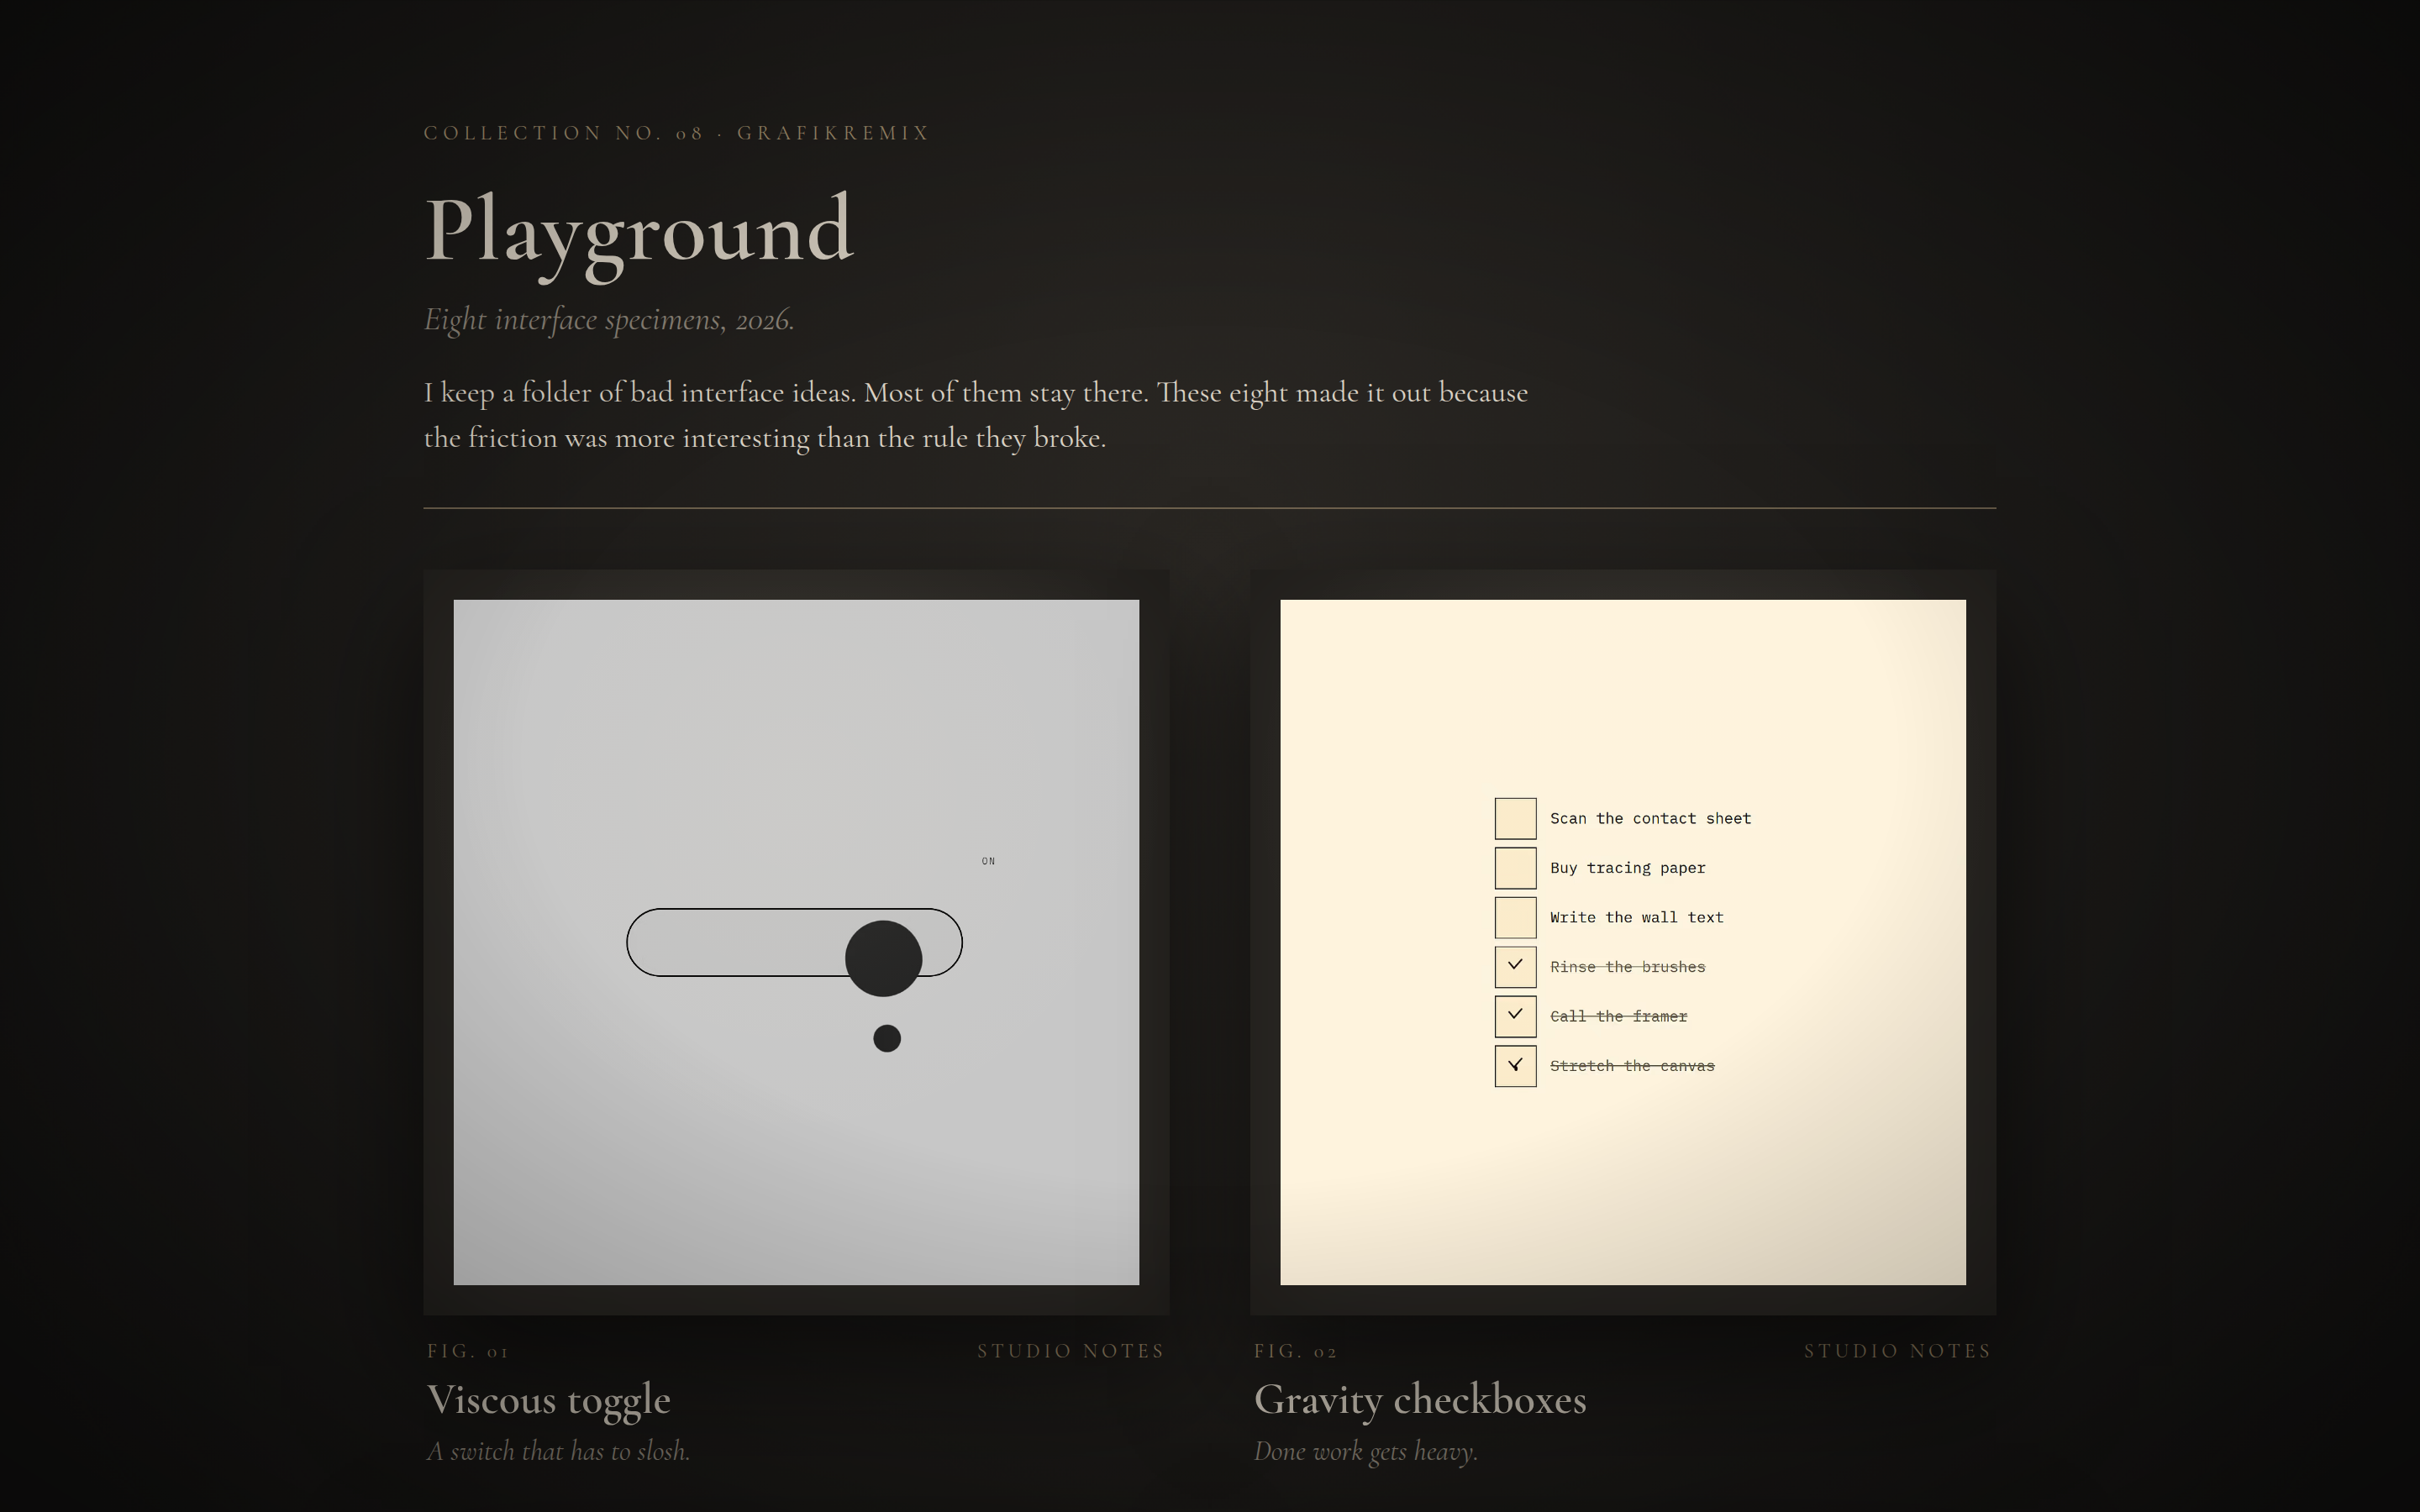 COLLECTION NO. 08 · GRAFIKREMIX
Playground
Eight interface specimens, 2026.
I keep a folder of bad interface ideas. Most of them stay there. These eight made it out because
the friction was more interesting than the rule they broke.
ON
Scan the contact sheet
Buy tracing paper
Write the wall text
Rinse the brushes
Call the framer
Stretch the canvas
FIG. 01
STUDIO NOTES
Viscous toggle
A switch that has to slosh.
FIG. 02
STUDIO NOTES
Gravity checkboxes
Done work gets heavy.